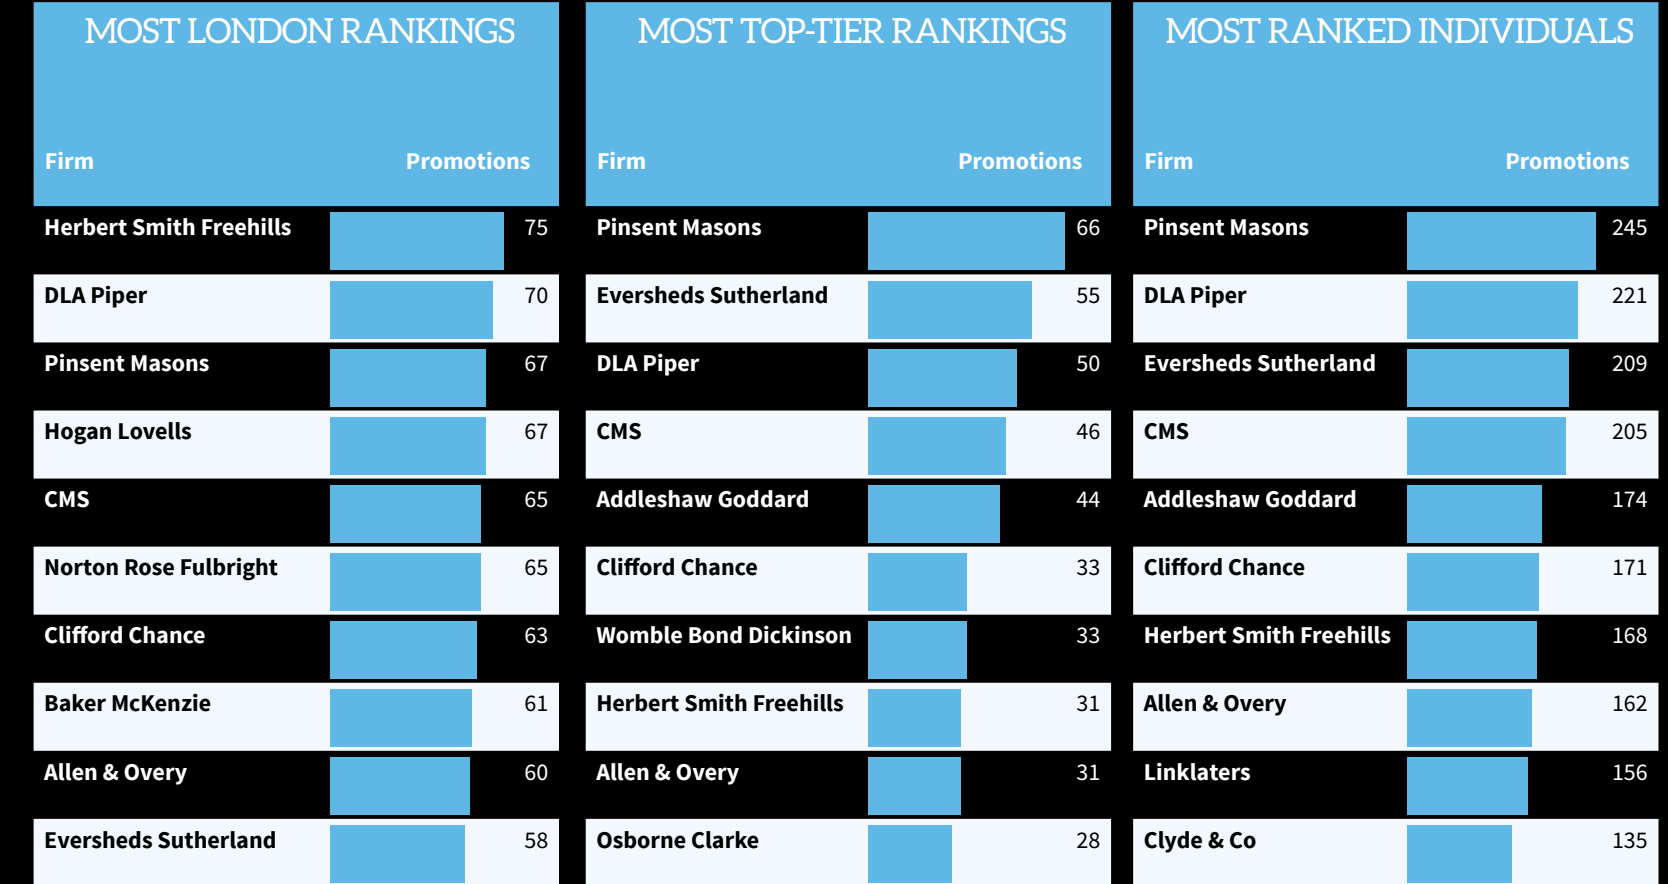 MOST LONDON RANKINGS
Firm Promotions
Herbert Smith Freehills 75
DLA Piper 70
Pinsent Masons 67
Hogan Lovells 67
CMS 65
Norton Rose Fulbright 65
Clifford Chance 63
Baker McKenzie 61
Allen & Overy 60
Eversheds Sutherland 58
MOST TOP-TIER RANKINGS
Firm Promotions
Pinsent Masons 66
Eversheds Sutherland 55
DLA Piper 50
CMS 46
Addleshaw Goddard 44
Clifford Chance 33
Womble Bond Dickinson 33
Herbert Smith Freehills 31
Allen & Overy 31
Osborne Clarke 28
MOST RANKED INDIVIDUALS
Firm Promotions
Pinsent Masons 245
DLA Piper 221
Eversheds Sutherland 209
CMS 205
Addleshaw Goddard 174
Clifford Chance 171
Herbert Smith Freehills 168
Allen & Overy 162
Linklaters 156
Clyde & Co 135